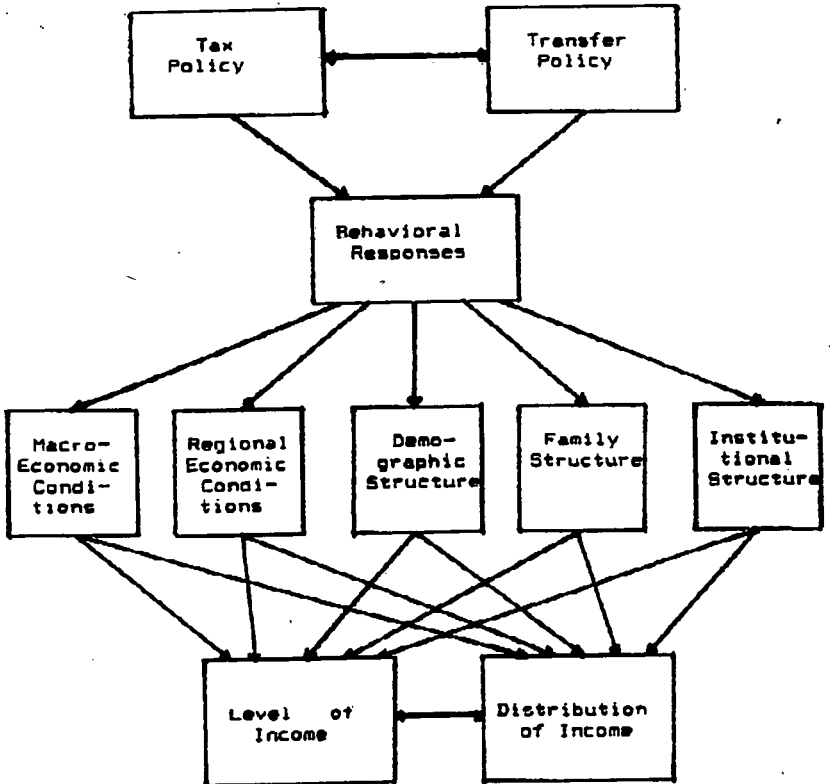 Tax
Policy
Transfer
Policy
Behavioral
Responses
Macro-
Economic
Condi-
tions
Regional
Economic
Condi-
tions
Demo-
graphic
Structure
Family
Structure
Institu-
tional
Structure
Level of
Income
Distribution
of Income